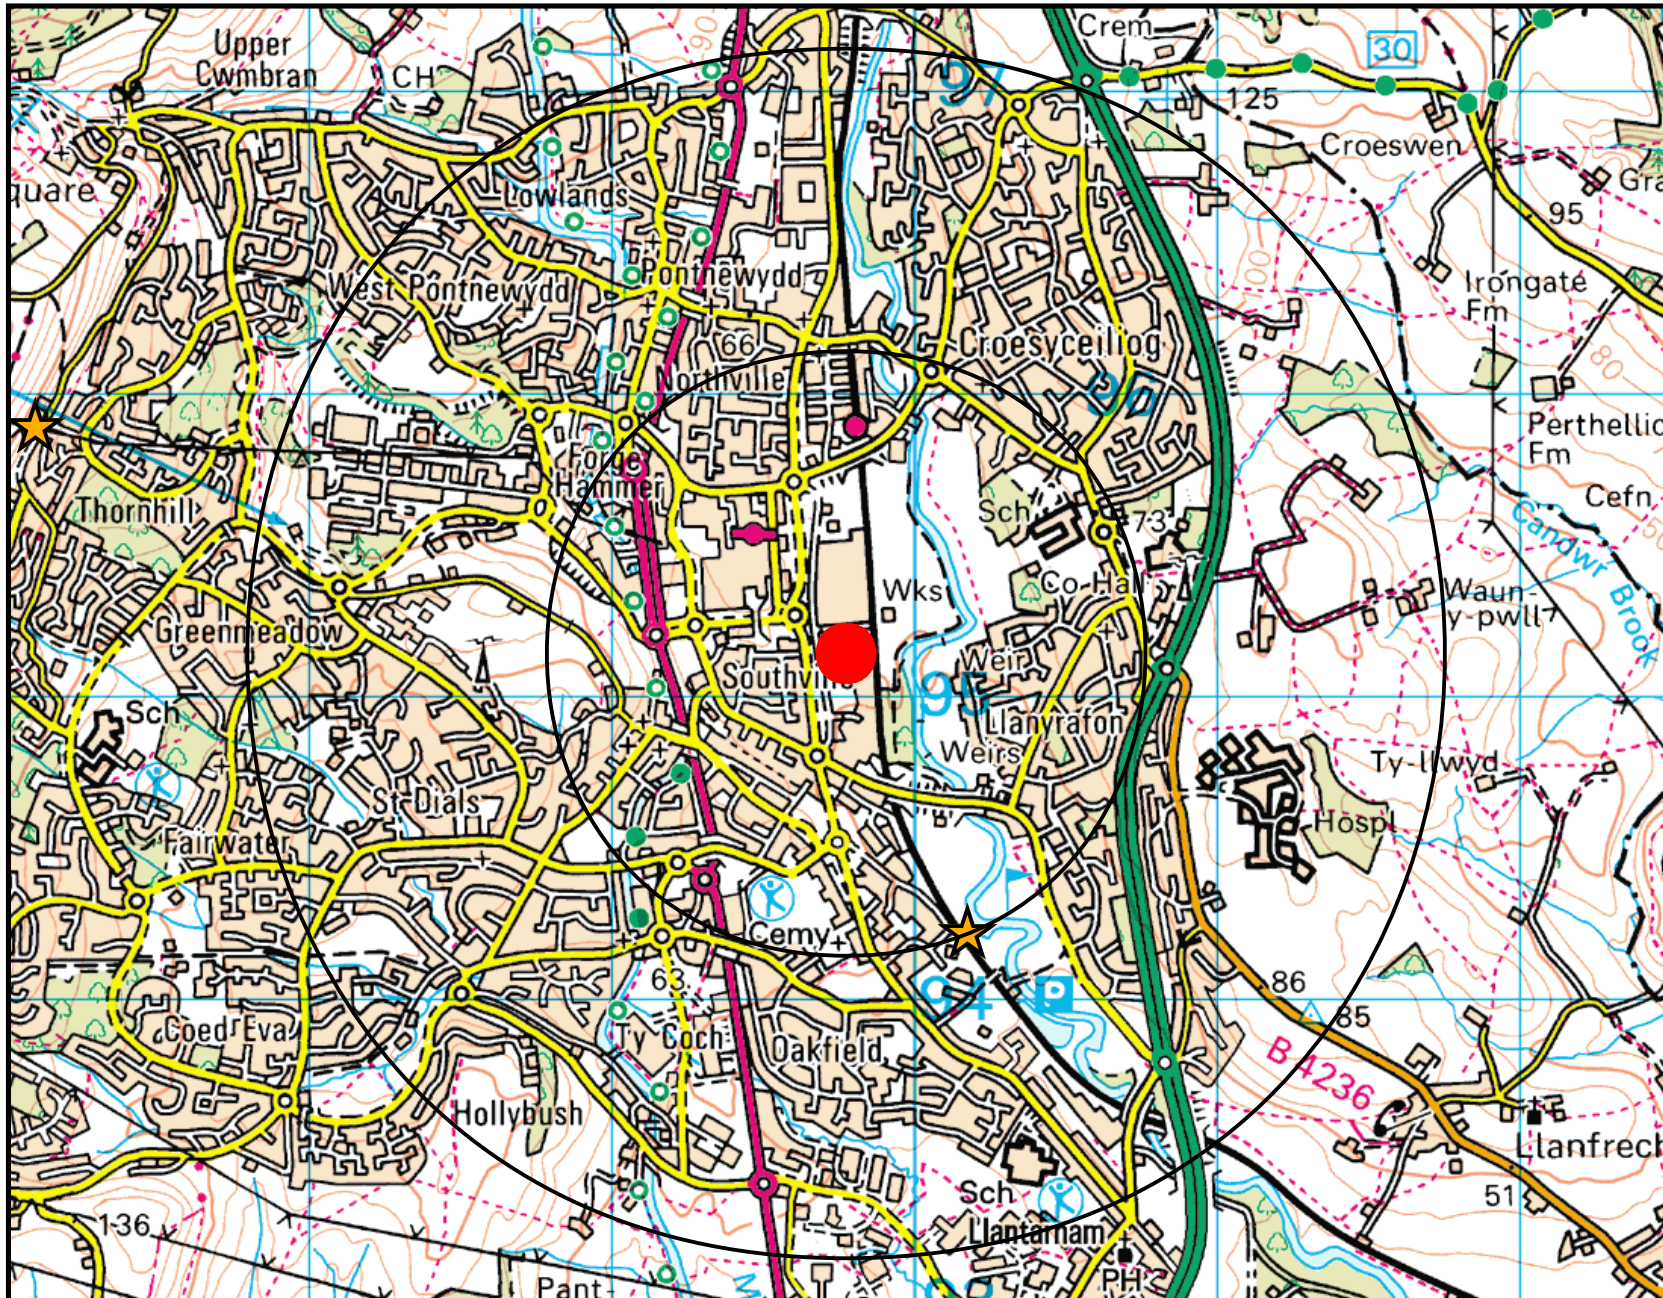 Crem
Upper
Cwmbran
CH
30
97
125
Croeswen
quare
Gra
Lowlands
95
Pontnewydd
West Pontnewydd
100
Irongate
Fm
66
Croesyceiliog
Northville
80
96
Perthellic
Fm
Hammer
Thornhill
Sch
73
Cefn
Candwr Brook
Co Hall
Wks
Waun-
y-pwll
Greenmeadow
Weir
Southville
95
Sch
Llanyrafon
Weirs
Ty-llwyd
St Dials
Hospl
Fairwater
Cemy
63
94
P
86
85
Coed Eva
Ty Coch
Oakfield
B 4236
Hollybush
Llanfrech
Sch
51
136
Llantarnam
PH
Pant-